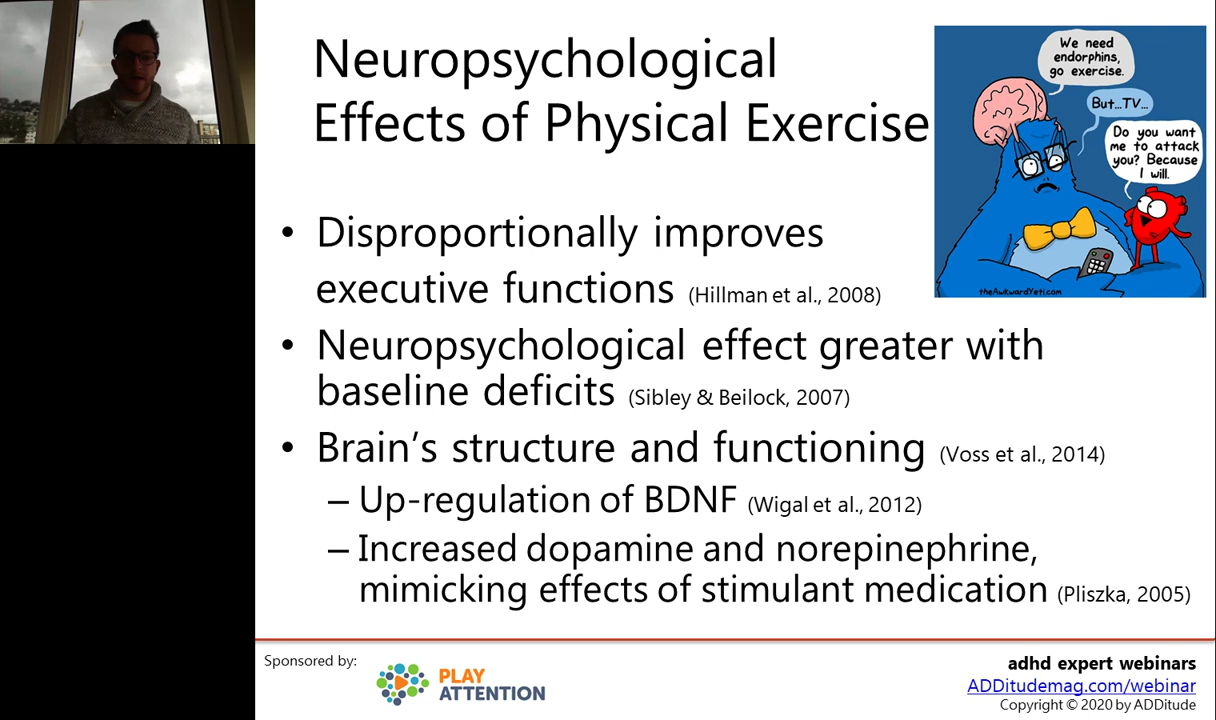 Neuropsychological
Effects of Physical Exercise
We need
endorphins,
go exercise.
But...TV...
Do you want
me to attack
you? Because
I will.
theAwkwardYeti.com
• Disproportionally improves
executive functions (Hillman et al., 2008)
• Neuropsychological effect greater with
baseline deficits (Sibley & Beilock, 2007)
• Brain’s structure and functioning (Voss et al., 2014)
– Up-regulation of BDNF (Wigal et al., 2012)
– Increased dopamine and norepinephrine,
mimicking effects of stimulant medication (Pliszka, 2005)
Sponsored by:
PLAY
ATTENTION
adhd expert webinars
ADDitudemag.com/webinar
Copyright © 2020 by ADDitude